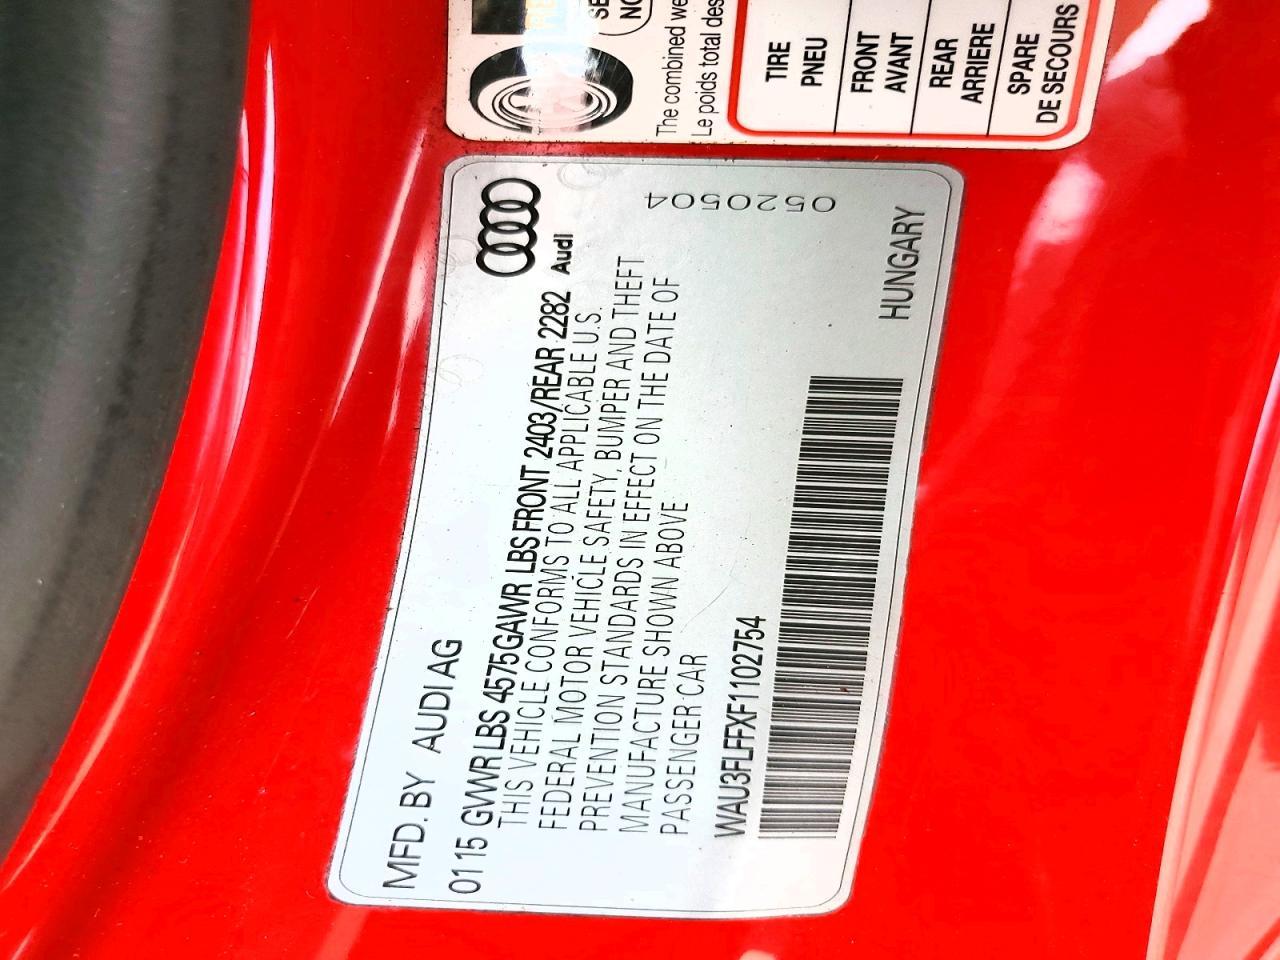 MFD. BY AUDI AG
0115 GVWR LBS 4575 GAWR LBS FRONT 2403/REAR 2282
Audi
THIS VEHICLE CONFORMS TO ALL APPLICABLE U.S.
FEDERAL MOTOR VEHICLE SAFETY, BUMPER AND THEFT
PREVENTION STANDARDS IN EFFECT ON THE DATE OF
MANUFACTURE SHOWN ABOVE
PASSENGER CAR
WAU3FLFFXF1102754
HUNGARY
0520504
The combined we
Le poids total des
TIRE
PNEU
FRONT
AVANT
REAR
ARRIERE
SPARE
DE SECOURS